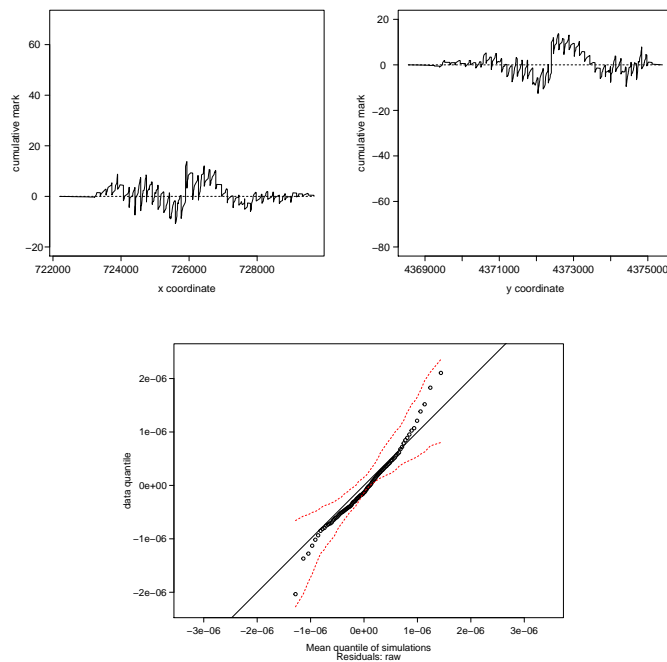 60
40
20
0
−20
cumulative mark
722000 724000 726000 728000
x coordinate
20
0
−20
−40
−60
−80
cumulative mark
4369000 4371000 4373000 4375000
y coordinate
2e−06
1e−06
0e+00
−1e−06
−2e−06
data quantile
−3e−06 −2e−06 −1e−06 0e+00 1e−06 2e−06 3e−06
Mean quantile of simulations
Residuals: raw